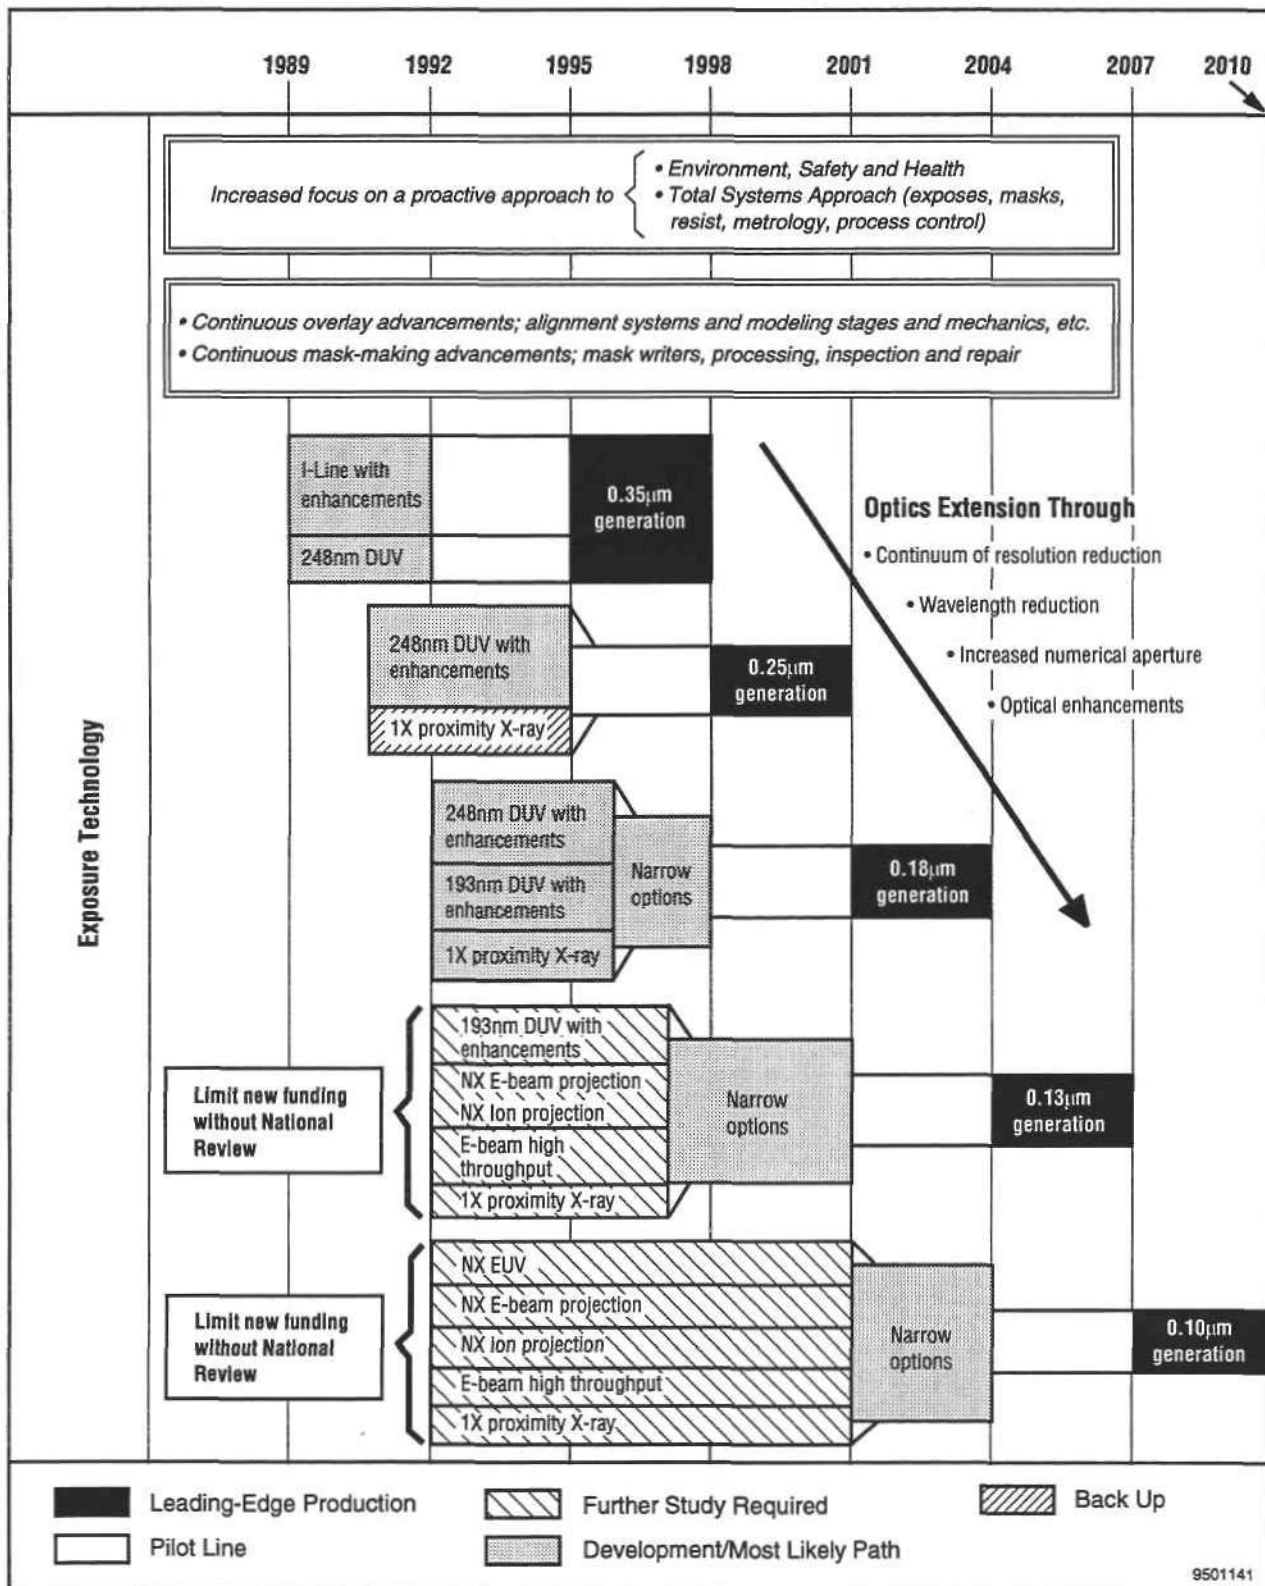 1989 1992 1995 1998 2001 2004 2007 2010
Increased focus on a proactive approach to
• Environment, Safety and Health
• Total Systems Approach (exposes, masks,
resist, metrology, process control)
• Continuous overlay advancements; alignment systems and modeling stages and mechanics, etc.
• Continuous mask-making advancements; mask writers, processing, inspection and repair
Exposure Technology
I-Line with
enhancements
248nm DUV
0.35µm
generation
Optics Extension Through
• Continuum of resolution reduction
• Wavelength reduction
• Increased numerical aperture
• Optical enhancements
248nm DUV with
enhancements
1X proximity X-ray
0.25µm
generation
248nm DUV with
enhancements
193nm DUV with
enhancements
1X proximity X-ray
Narrow
options
0.18µm
generation
Limit new funding
without National
Review
193nm DUV with
enhancements
NX E-beam projection
NX Ion projection
E-beam high
throughput
1X proximity X-ray
Narrow
options
0.13µm
generation
Limit new funding
without National
Review
NX EUV
NX E-beam projection
NX ion projection
E-beam high throughput
1X proximity X-ray
Narrow
options
0.10µm
generation
Leading-Edge Production
Further Study Required
Back Up
Pilot Line
Development/Most Likely Path
9501141